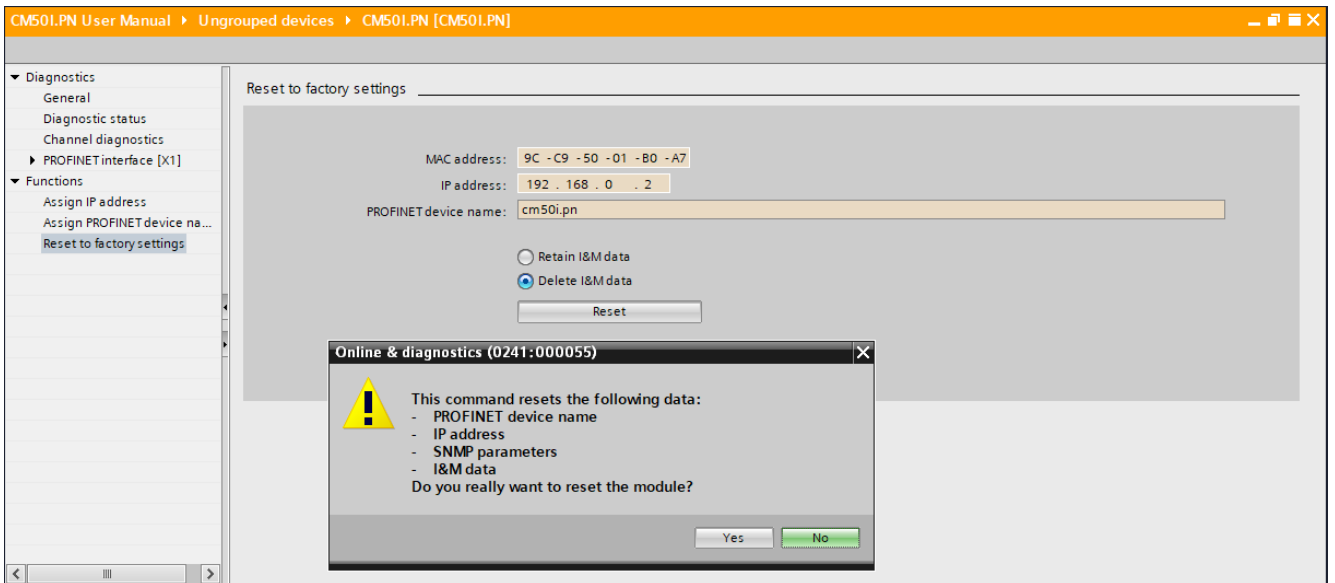 CM50I.PN User Manual ▸ Ungrouped devices ▸ CM50I.PN [CM50I.PN]
Diagnostics
General
Diagnostic status
Channel diagnostics
PROFINET interface [X1]
Functions
Assign IP address
Assign PROFINET device na...
Reset to factory settings
Reset to factory settings
MAC address: 9C - C9 - 50 - 01 - B0 - A7
IP address: 192 . 168 . 0 . 2
PROFINET device name: cm50i.pn
Retain I&M data
Delete I&M data
Reset
Online & diagnostics (0241:000055)
This command resets the following data:
- PROFINET device name
- IP address
- SNMP parameters
- I&M data
Do you really want to reset the module?
Yes No